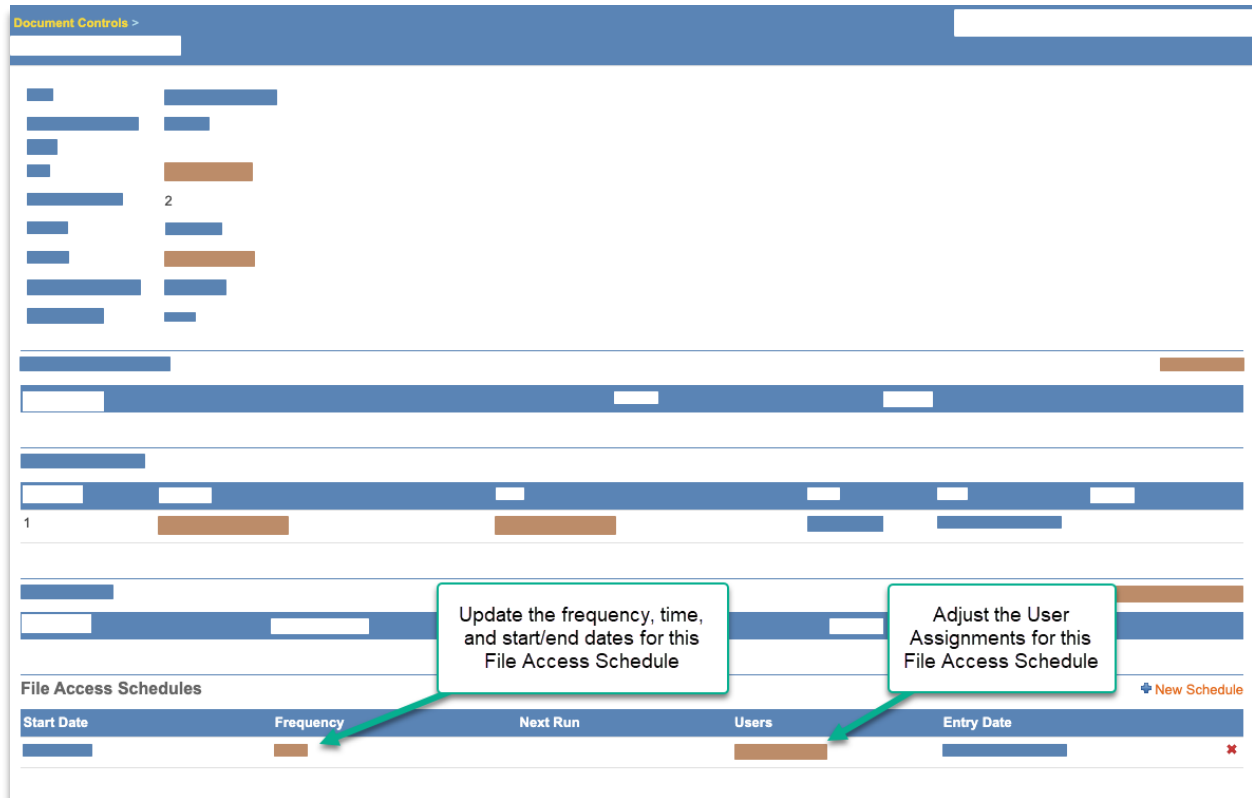 Document Controls >
2
1
Update the frequency, time,
and start/end dates for this
File Access Schedule
Adjust the User
Assignments for this
File Access Schedule
File Access Schedules
New Schedule
Start Date Frequency Next Run Users Entry Date